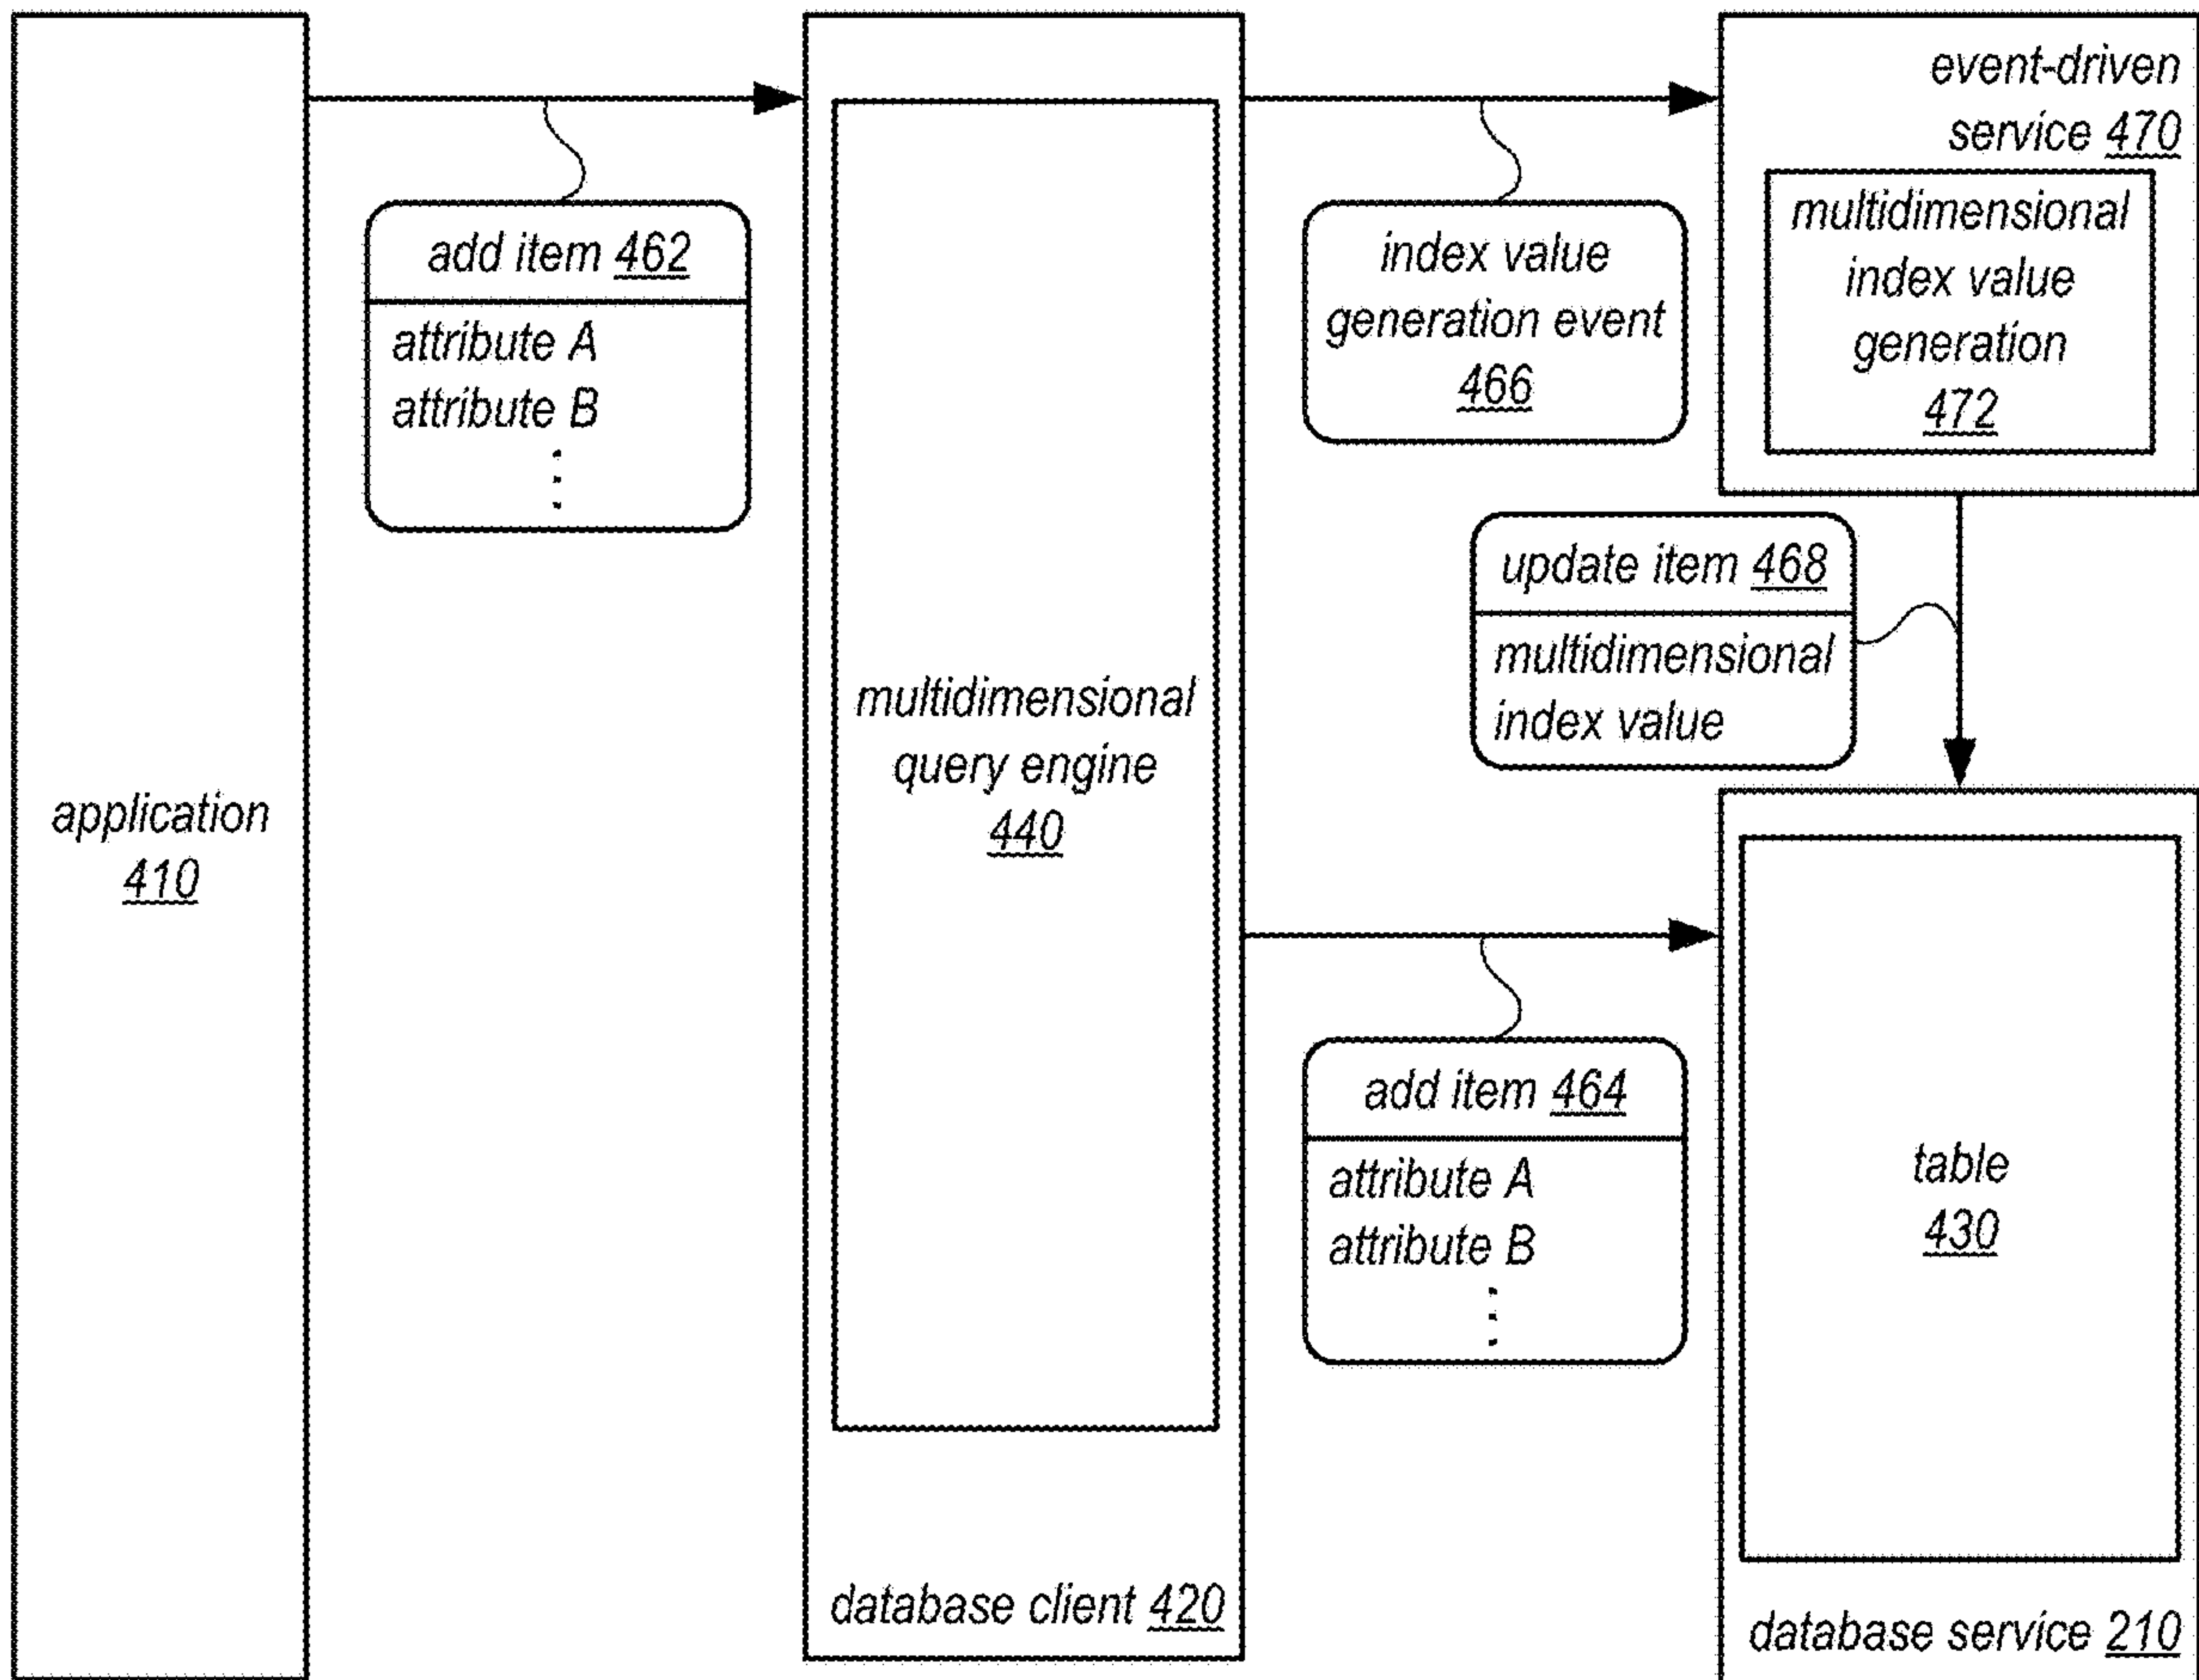 application
410
add item 462
attribute A
attribute B
multidimensional
query engine
440
database client 420
index value
generation event
466
event-driven
service 470
multidimensional
index value
generation
472
update item 468
multidimensional
index value
add item 464
attribute A
attribute B
table
430
database service 210